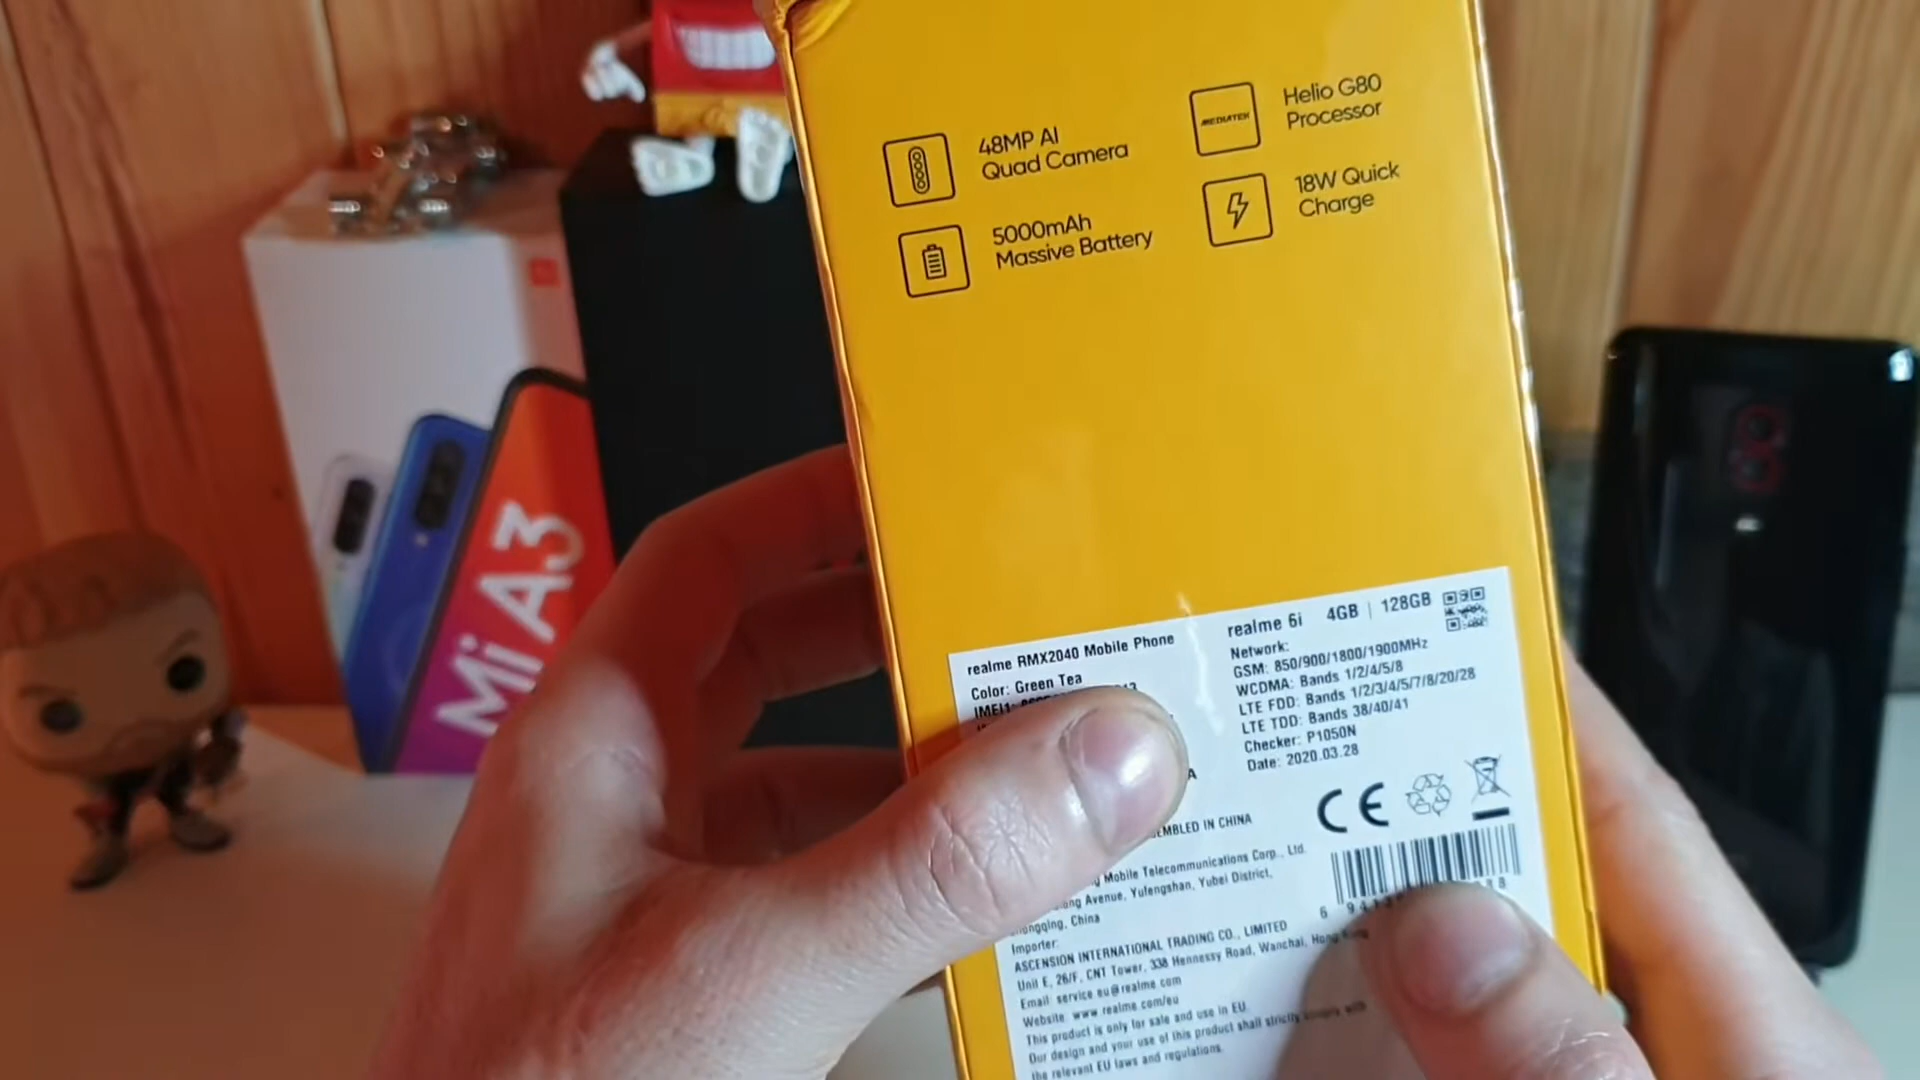 48MP AI
Quad Camera
MEDIATEK
Helio G80
Processor
5000mAh
Massive Battery
18W Quick
Charge
Mi A3
realme RMX2040 Mobile Phone
Color: Green Tea
IMEI1:
realme 6i 4GB | 128GB
Network:
GSM: 850/900/1800/1900MHz
WCDMA: Bands 1/2/4/5/8
LTE FDD: Bands 1/2/3/4/5/7/8/20/28
LTE TDD: Bands 38/40/41
Checker: P1050N
Date: 2020.03.28
CE
IN CHINA
Mobile Telecommunications Corp., Ltd.
Avenue, Yufengshan, Yubei District,
China
Importer:
ASCENSION INTERNATIONAL TRADING CO., LIMITED
Unit E, 26/F, CNT Tower, 338 Hennessy Road, Wanchai, Hong Kong
Email: service.eu@realme.com
Website: www.realme.com/eu
This product is only for sale and use in EU.
Our design and your use of this product shall strictly comply with
the relevant EU laws and regulations.